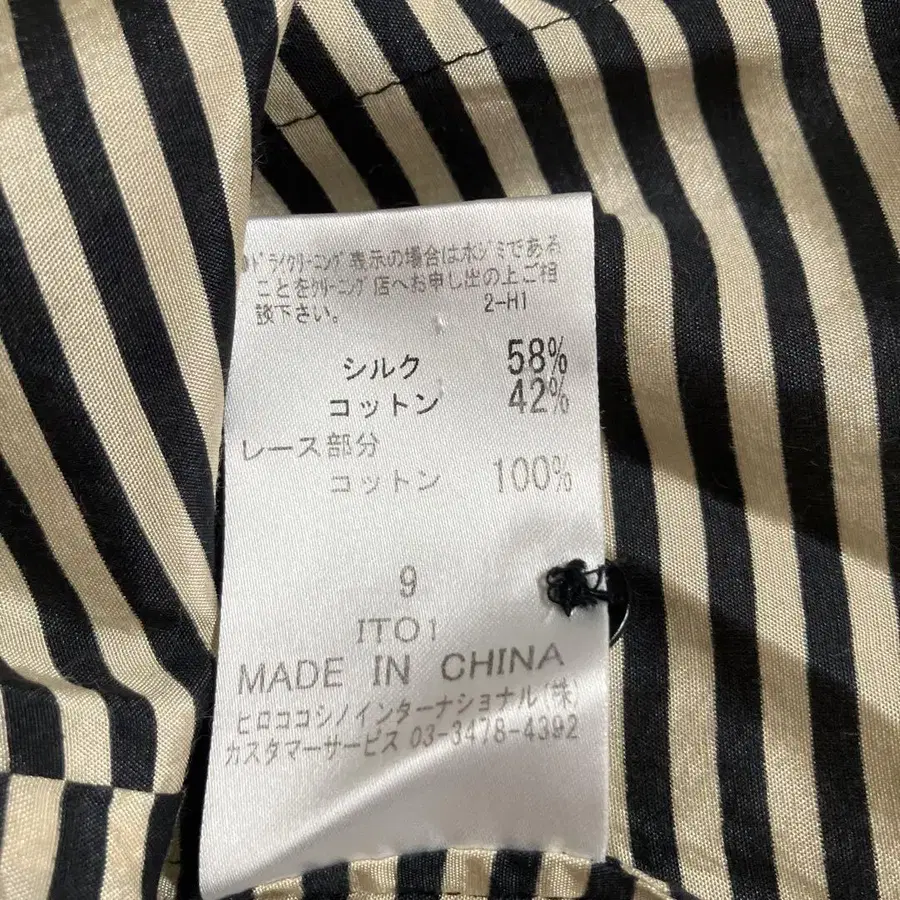 ﾄﾞﾗｲｸﾘｰﾆﾝｸﾞ表示の場合は水ｼﾞﾐである
ことをｸﾘｰﾆﾝｸﾞ店へお申し出の上ご相
談下さい。 2-HI
シルク 58%
コットン 42%
レース部分
コットン 100%
9
IT01
MADE IN CHINA
ヒロココシノインターナショナル(株)
カスタマーサービス 03-3478-4392